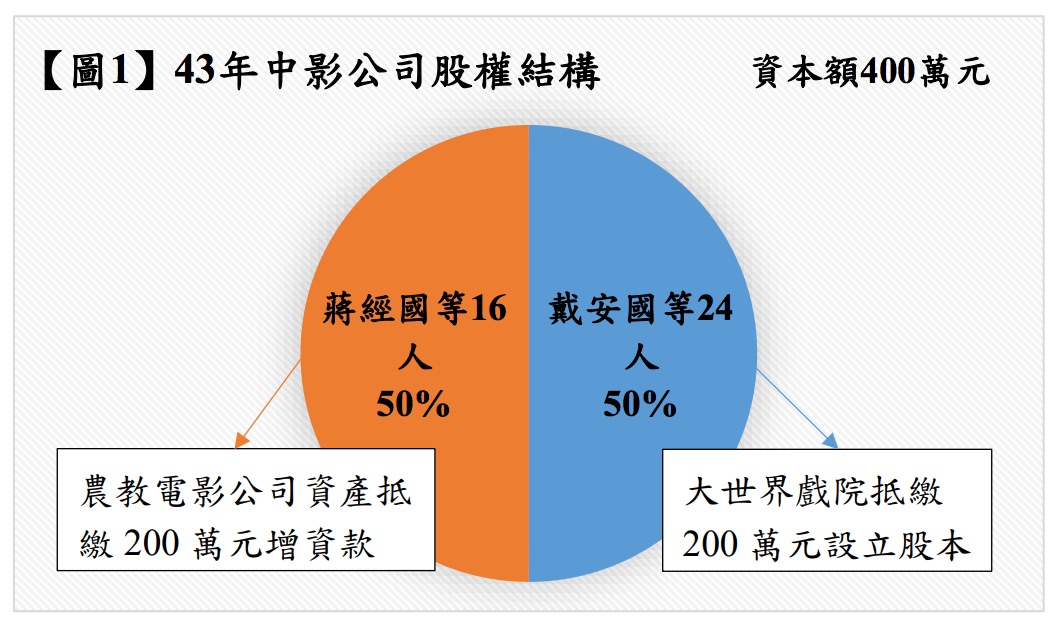 【圖1】43年中影公司股權結構
資本額400萬元
蔣經國等16
人
50%
戴安國等24
人
50%
農教電影公司資產抵
繳 200 萬元增資款
大世界戲院抵繳
200 萬元設立股本